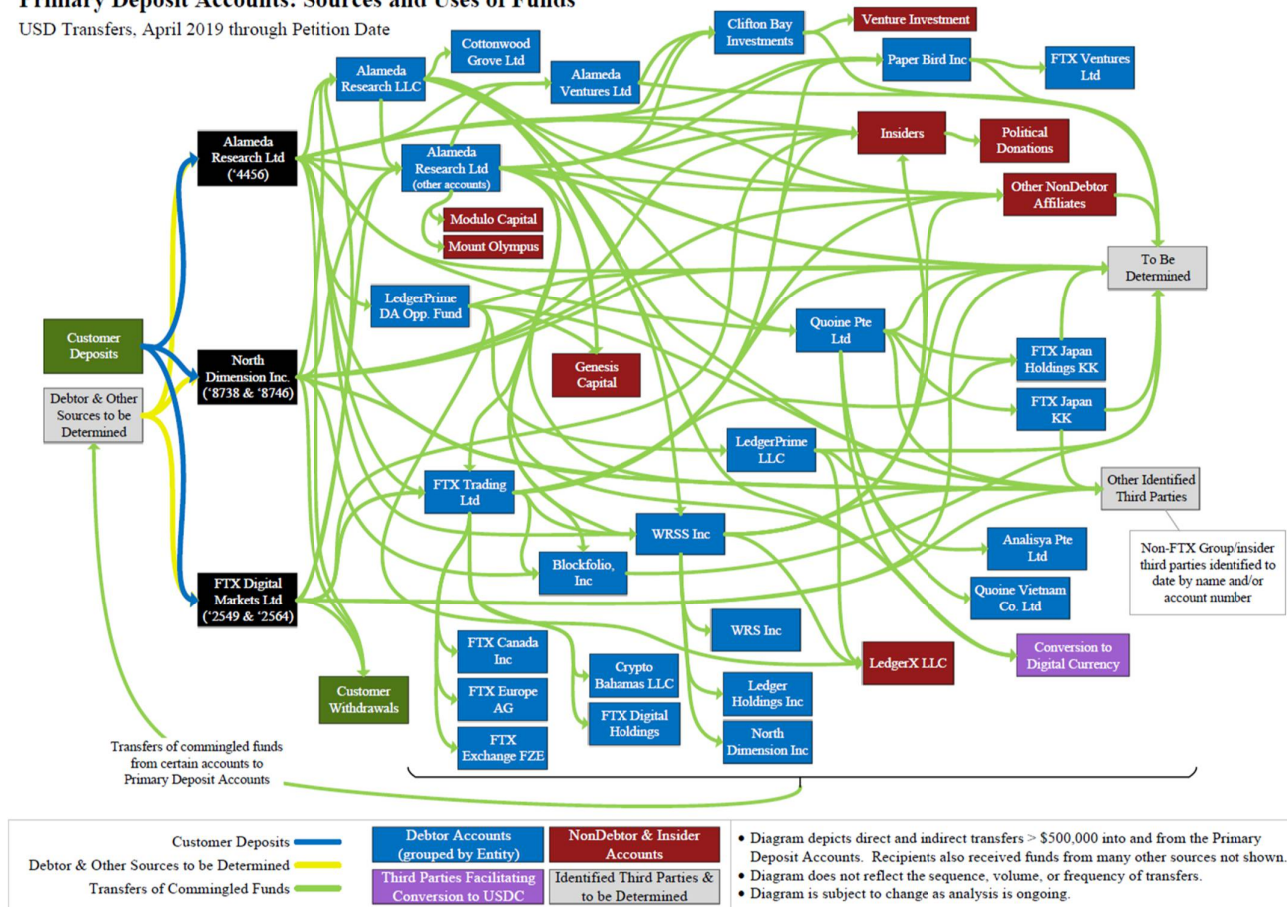 Primary Deposit Accounts: Sources and Uses of Funds
USD Transfers, April 2019 through Petition Date
Cottonwood
Grove Ltd
Alameda
Research LLC
Alameda
Ventures Ltd
Clifton Bay
Investments
Venture Investment
Paper Bird Inc
FTX Ventures
Ltd
Alameda
Research Ltd
(‘4456)
Alameda
Research Ltd
(other accounts)
Insiders
Political
Donations
Modulo Capital
Mount Olympus
Other NonDebtor
Affiliates
To Be
Determined
LedgerPrime
DA Opp. Fund
Customer
Deposits
Debtor & Other
Sources to be
Determined
North
Dimension Inc.
(‘8738 & ‘8746)
Genesis
Capital
Quoine Pte
Ltd
FTX Japan
Holdings KK
FTX Japan
KK
LedgerPrime
LLC
FTX Trading
Ltd
Other Identified
Third Parties
WRSS Inc
Blockfolio,
Inc
Analisya Pte
Ltd
Non-FTX Group/insider
third parties identified to
date by name and/or
account number
FTX Digital
Markets Ltd
(‘2549 & ‘2564)
Quoine Vietnam
Co. Ltd
WRS Inc
FTX Canada
Inc
Crypto
Bahamas LLC
LedgerX LLC
Conversion to
Digital Currency
Customer
Withdrawals
FTX Europe
AG
Ledger
Holdings Inc
FTX Digital
Holdings
FTX
Exchange FZE
North
Dimension Inc
Transfers of commingled funds
from certain accounts to
Primary Deposit Accounts
Customer Deposits
Debtor & Other Sources to be Determined
Transfers of Commingled Funds
Debtor Accounts
(grouped by Entity)
NonDebtor & Insider
Accounts
Third Parties Facilitating
Conversion to USDC
Identified Third Parties &
to be Determined
• Diagram depicts direct and indirect transfers > $500,000 into and from the Primary
Deposit Accounts. Recipients also received funds from many other sources not shown.
• Diagram does not reflect the sequence, volume, or frequency of transfers.
• Diagram is subject to change as analysis is ongoing.